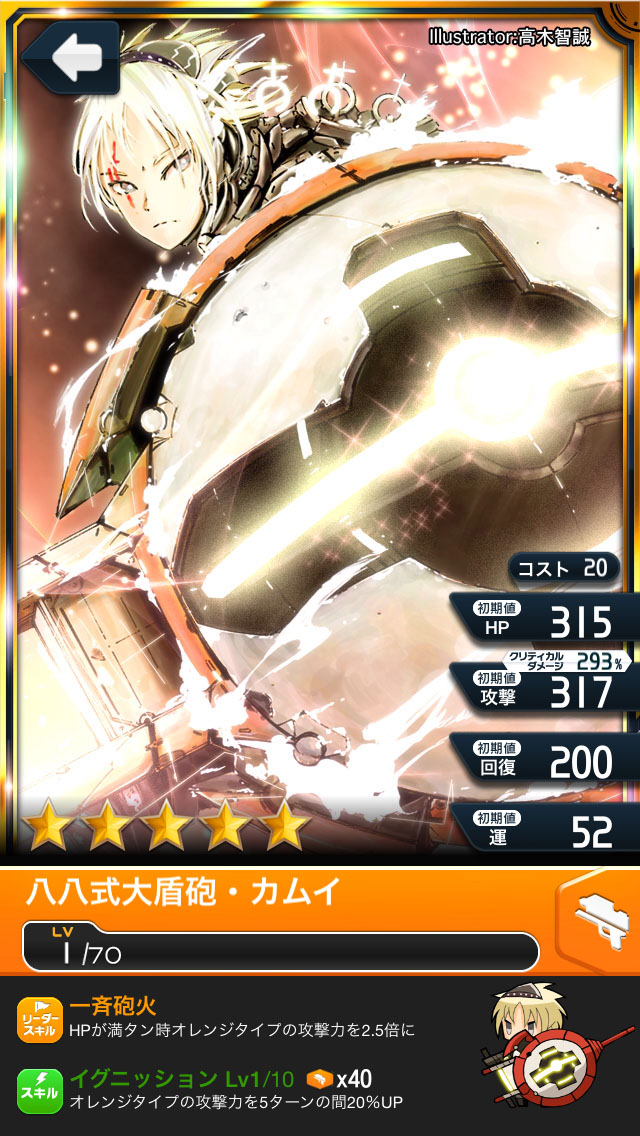 Illustrator:高木智誠
コスト 20
初期値
HP 315
クリティカル
ダメージ 293%
初期値
攻撃 317
初期値
回復 200
初期値
運 52
八八式大盾砲・カムイ
LV
1/70
リーダー
スキル
一斉砲火
HPが満タン時オレンジタイプの攻撃力を2.5倍に
スキル
イグニッション Lv1/10 x40
オレンジタイプの攻撃力を5ターンの間20%UP